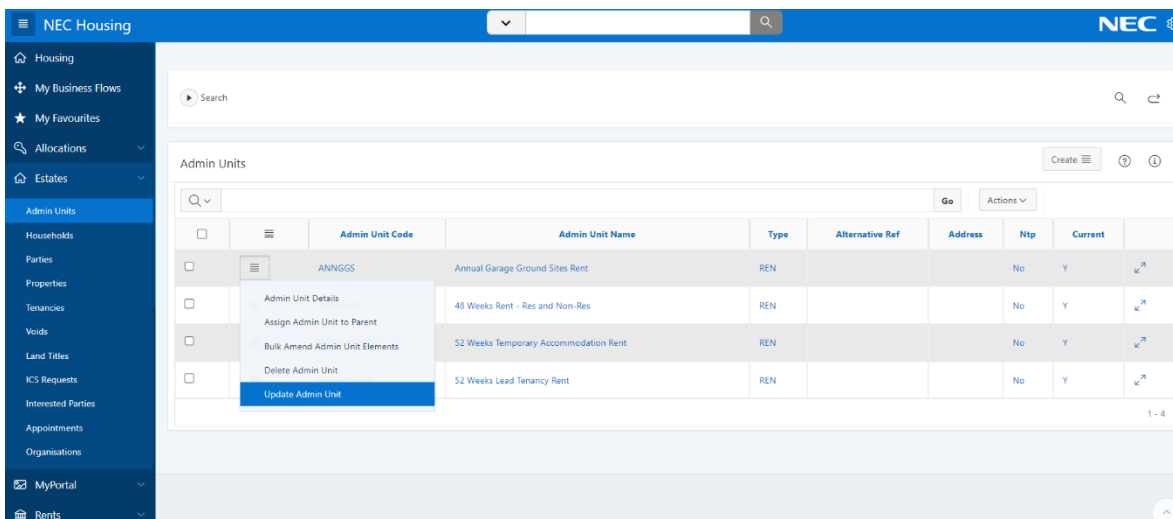 NEC Housing
NEC
Housing
My Business Flows
My Favourites
Allocations
Estates
Admin Units
Households
Parties
Properties
Tenancies
Voids
Land Titles
ICS Requests
Interested Parties
Appointments
Organisations
MyPortal
Rents
Search
Admin Units
Create
Go
Actions
Admin Unit Code Admin Unit Name Type Alternative Ref Address Ntp Current
ANNGGS Annual Garage Ground Sites Rent REN No Y
48 Weeks Rent - Res and Non-Res REN No Y
52 Weeks Temporary Accommodation Rent REN No Y
52 Weeks Lead Tenancy Rent REN No Y
Admin Unit Details
Assign Admin Unit to Parent
Bulk Amend Admin Unit Elements
Delete Admin Unit
Update Admin Unit
1 - 4